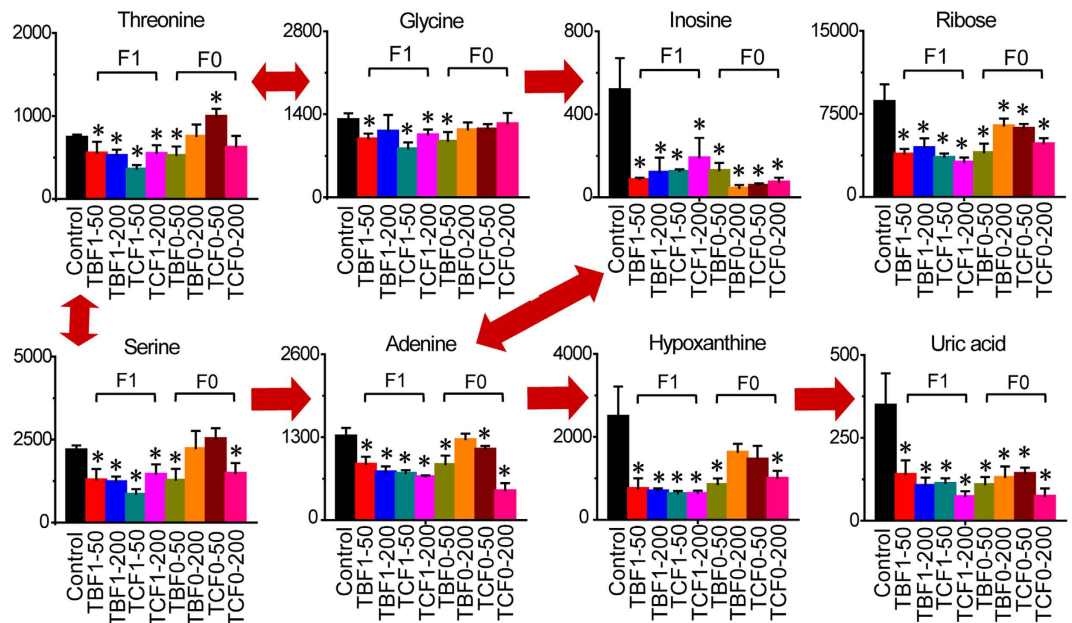 Threonine
2000
1000
0
F1
F0
*
*
*
*
*
*
Control
TBF1-50
TBF1-200
TCF1-50
TCF1-200
TBF0-50
TBF0-200
TCF0-50
TCF0-200
Glycine
2800
1400
0
F1
F0
*
*
*
*
Control
TBF1-50
TBF1-200
TCF1-50
TCF1-200
TBF0-50
TBF0-200
TCF0-50
TCF0-200
Inosine
800
400
0
F1
F0
*
*
*
*
*
*
*
*
Control
TBF1-50
TBF1-200
TCF1-50
TCF1-200
TBF0-50
TBF0-200
TCF0-50
TCF0-200
Ribose
15000
7500
0
F1
F0
*
*
*
*
*
*
*
*
Control
TBF1-50
TBF1-200
TCF1-50
TCF1-200
TBF0-50
TBF0-200
TCF0-50
TCF0-200
Serine
5000
2500
0
F1
F0
*
*
*
*
*
*
Control
TBF1-50
TBF1-200
TCF1-50
TCF1-200
TBF0-50
TBF0-200
TCF0-50
TCF0-200
Adenine
2600
1300
0
F1
F0
*
*
*
*
*
*
*
Control
TBF1-50
TBF1-200
TCF1-50
TCF1-200
TBF0-50
TBF0-200
TCF0-50
TCF0-200
Hypoxanthine
4000
2000
0
F1
F0
*
*
*
*
*
*
Control
TBF1-50
TBF1-200
TCF1-50
TCF1-200
TBF0-50
TBF0-200
TCF0-50
TCF0-200
Uric acid
500
250
0
F1
F0
*
*
*
*
*
*
*
*
Control
TBF1-50
TBF1-200
TCF1-50
TCF1-200
TBF0-50
TBF0-200
TCF0-50
TCF0-200